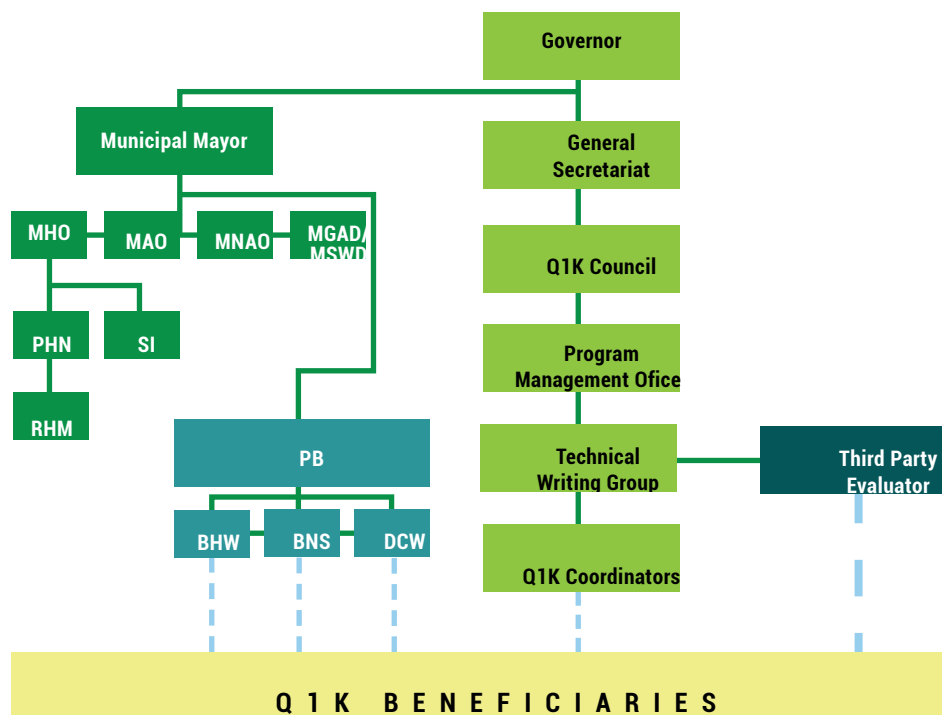 Governor
Municipal Mayor
General
Secretariat
MHO
MAO
MNAO
MGAD/
MSWD
Q1K Council
PHN
SI
Program
Management Ofice
RHM
PB
Technical
Writing Group
Third Party
Evaluator
BHW
BNS
DCW
Q1K Coordinators
Q1K BENEFICIARIES